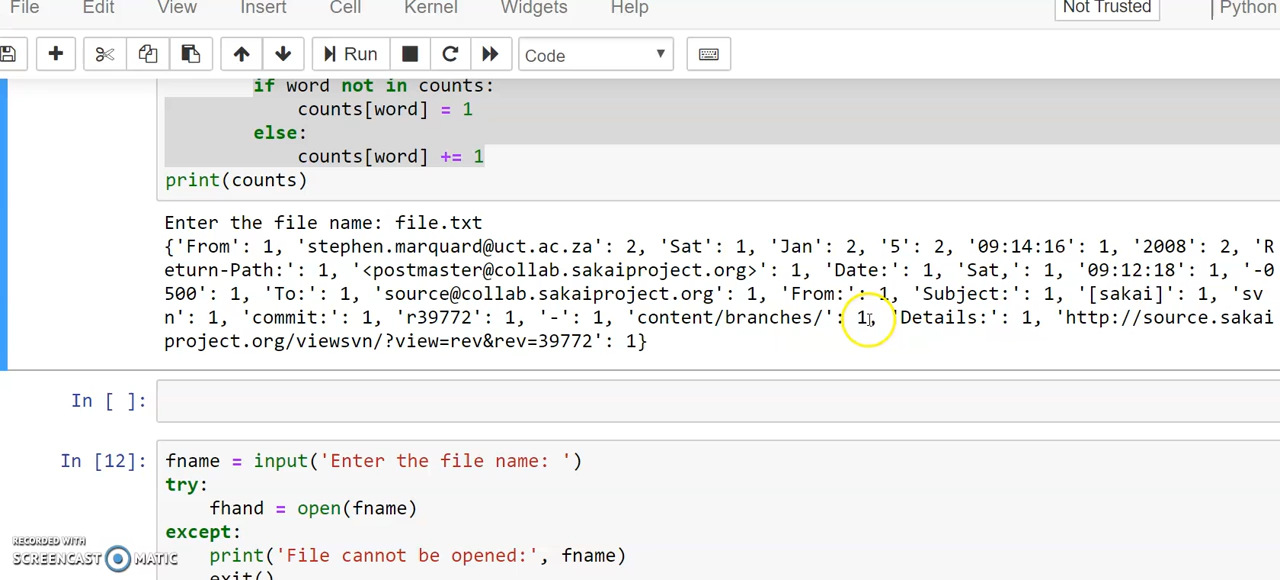 File Edit View Insert Cell Kernel Widgets Help Not Trusted Python
Run Code
if word not in counts:
counts[word] = 1
else:
counts[word] += 1
print(counts)
Enter the file name: file.txt
{'From': 1, 'stephen.marquard@uct.ac.za': 2, 'Sat': 1, 'Jan': 2, '5': 2, '09:14:16': 1, '2008': 2, 'R
eturn-Path:': 1, '<postmaster@collab.sakaiproject.org>': 1, 'Date:': 1, 'Sat,': 1, '09:12:18': 1, '-0
500': 1, 'To:': 1, 'source@collab.sakaiproject.org': 1, 'From:': 1, 'Subject:': 1, '[sakai]': 1, 'sv
n': 1, 'commit:': 1, 'r39772': 1, '-': 1, 'content/branches/': 1, 'Details:': 1, 'http://source.sakai
project.org/viewsvn/?view=rev&rev=39772': 1}
In [ ]:
In [12]: fname = input('Enter the file name: ')
try:
fhand = open(fname)
except:
print('File cannot be opened:', fname)
exit()
RECORDED WITH
SCREENCAST MATIC